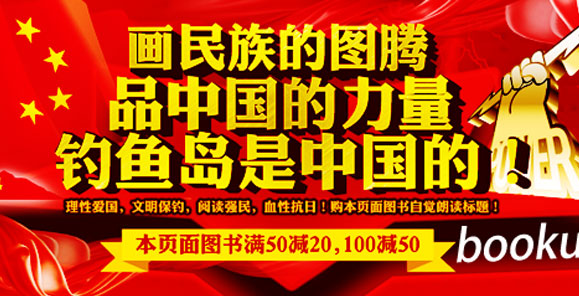 画民族的图腾
品中国的力量
钓鱼岛是中国的!
理性爱国，文明保钓，阅读强民，血性抗日！购本页面图书自觉朗读标题！
本页面图书满50减20,100减50
booku